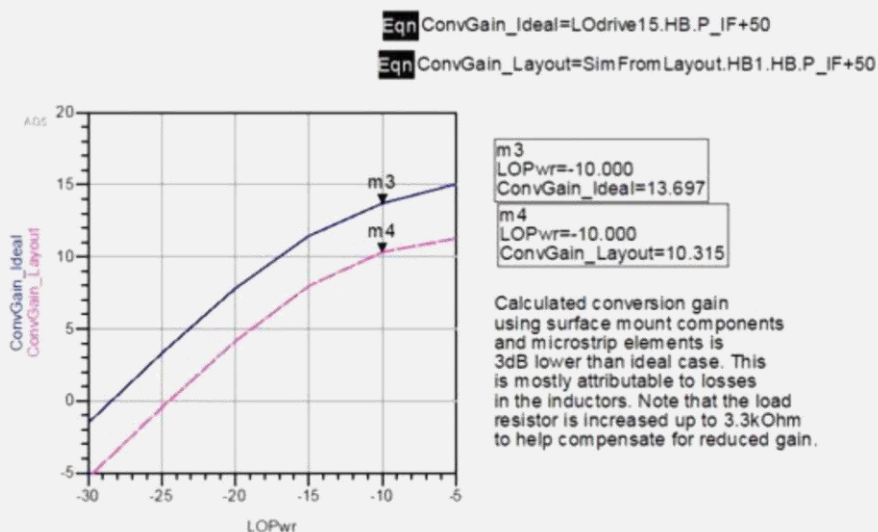 Eqn ConvGain_Ideal=LOdrive15.HB.P_IF+50
Eqn ConvGain_Layout=SimFromLayout.HB1.HB.P_IF+50
ADS
20
15
10
5
0
-5
-30 -25 -20 -15 -10 -5
LOPwr
ConvGain_Ideal
ConvGain_Layout
m3
m4
m3
LOPwr=-10.000
ConvGain_Ideal=13.697
m4
LOPwr=-10.000
ConvGain_Layout=10.315
Calculated conversion gain
using surface mount components
and microstrip elements is
3dB lower than ideal case. This
is mostly attributable to losses
in the inductors. Note that the load
resistor is increased up to 3.3kOhm
to help compensate for reduced gain.